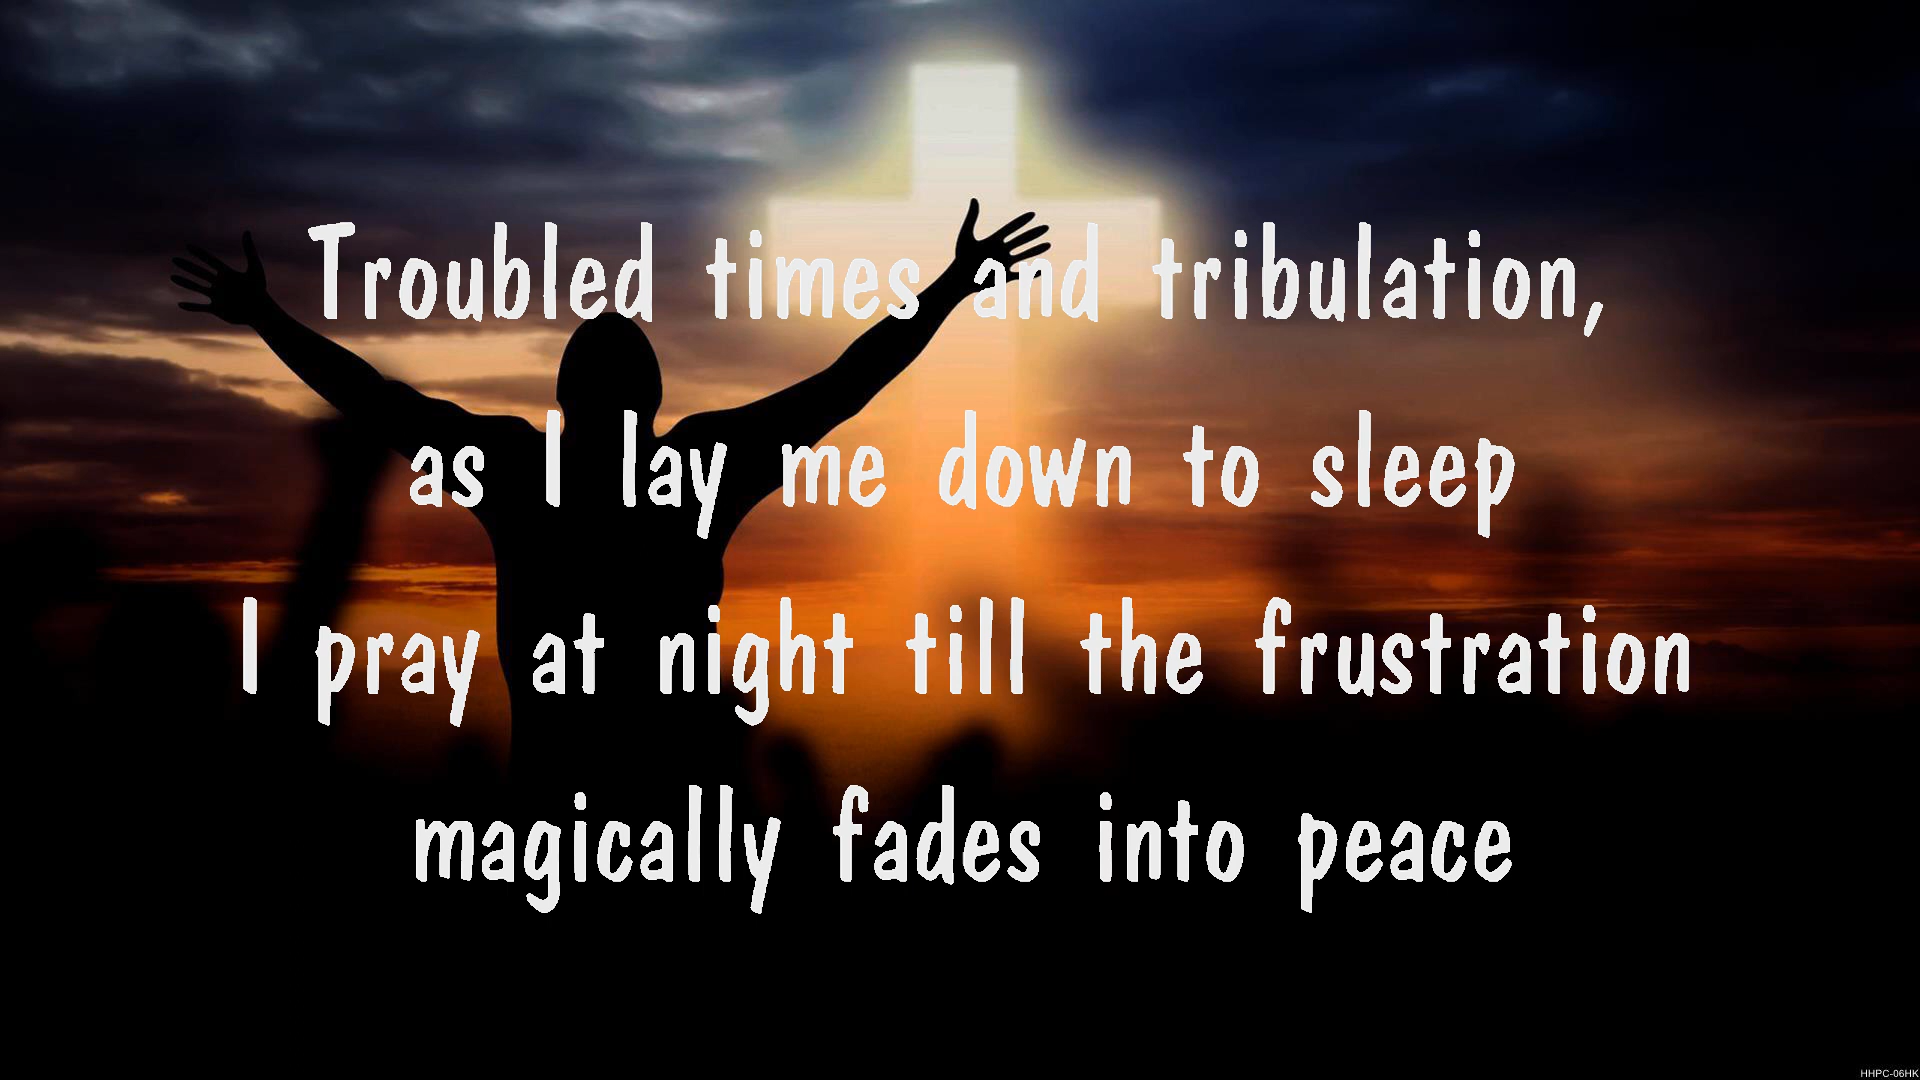 Troubled times and tribulation,
as I lay me down to sleep
I pray at night till the frustration
magically fades into peace
HHPC-06HK